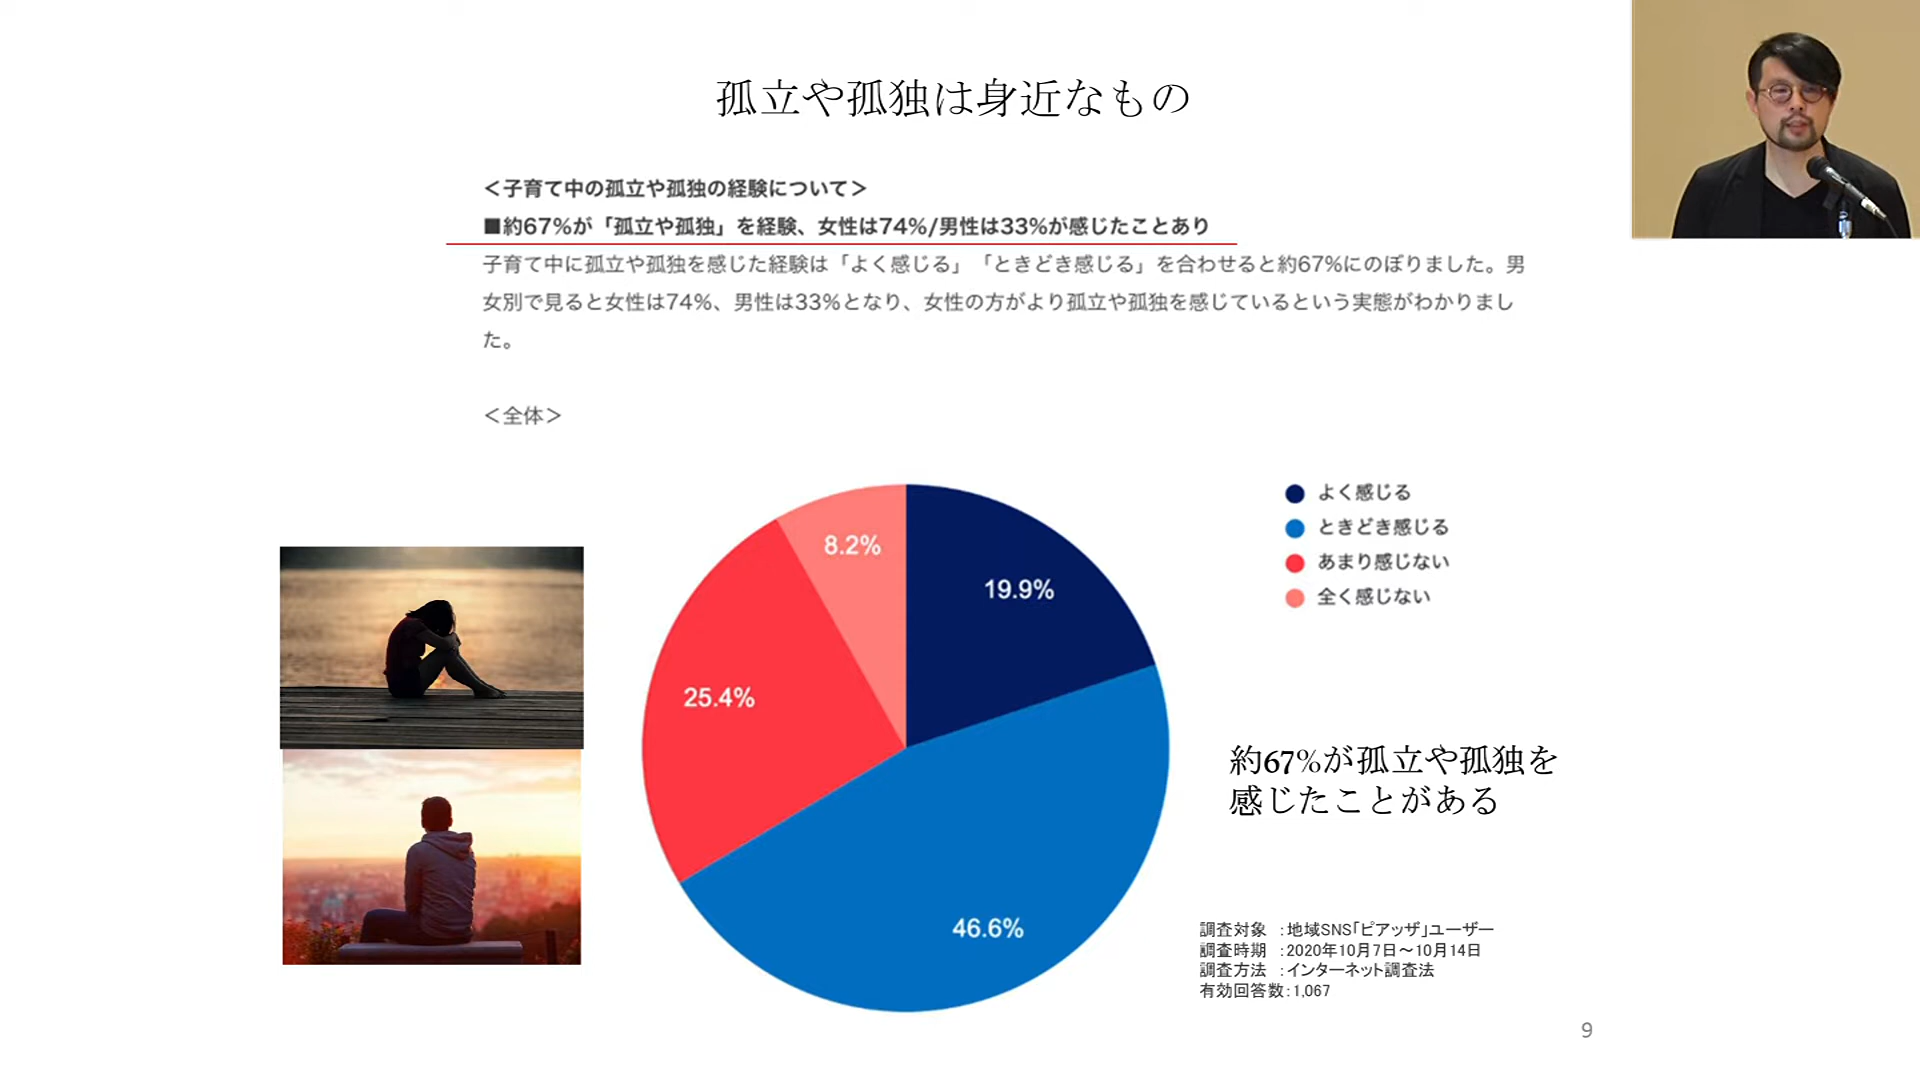 孤立や孤独は身近なもの
＜子育て中の孤立や孤独の経験について＞
■約67%が「孤立や孤独」を経験、女性は74%/男性は33%が感じたことあり
子育て中に孤立や孤独を感じた経験は「よく感じる」「ときどき感じる」を合わせると約67%にのぼりました。男
女別で見ると女性は74%、男性は33%となり、女性の方がより孤立や孤独を感じているという実態がわかりまし
た。
＜全体＞
8.2%
19.9%
25.4%
46.6%
よく感じる
ときどき感じる
あまり感じない
全く感じない
約67%が孤立や孤独を
感じたことがある
調査対象　：地域SNS「ピアッザ」ユーザー
調査時期　：2020年10月7日～10月14日
調査方法　：インターネット調査法
有効回答数：1,067
9